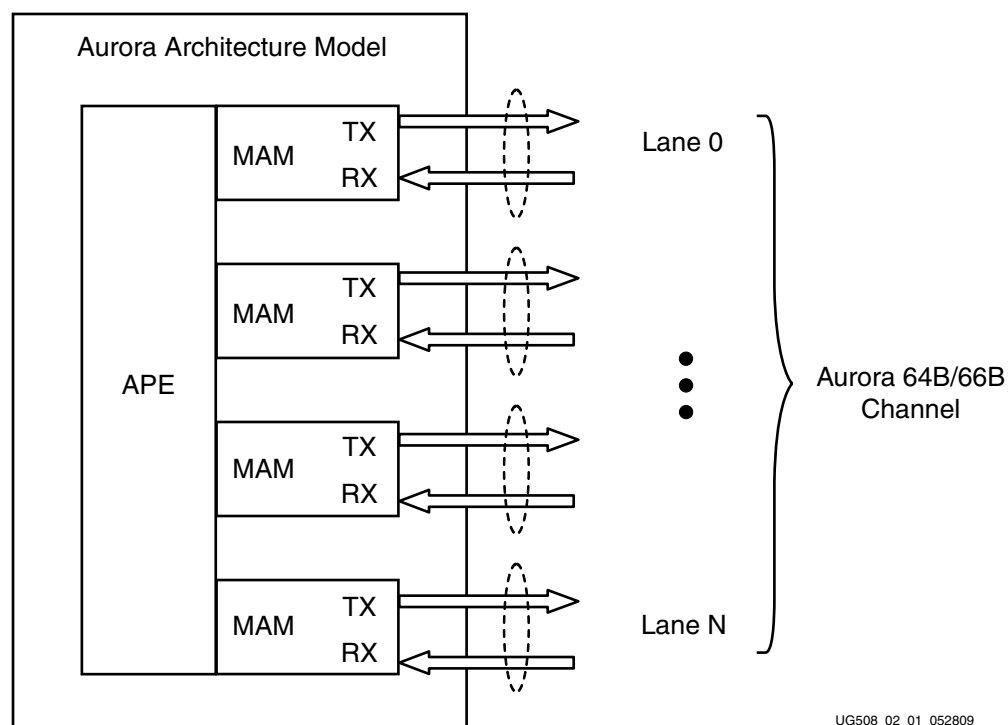 Aurora Architecture Model
APE
MAM
TX
RX
Lane 0
MAM
TX
RX
MAM
TX
RX
Aurora 64B/66B
Channel
MAM
TX
RX
Lane N
UG508_02_01_052809